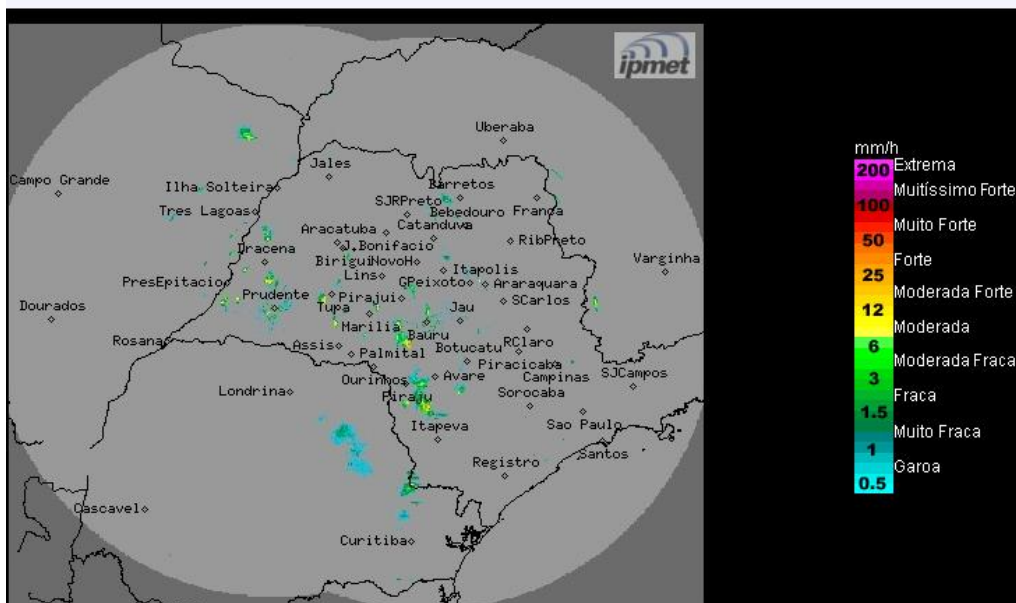 ipmet
Uberaba
Jales
Campo Grande
Ilha Solteira
Barretos
SJRPreto
Tres Lagoas
Bebedouro
Franca
Catanduva
Aracatuba
RibPreto
J.Bonifacio
Dracena
Birigui
NovoH
Varginha
Itapolis
Lins
PresEpitacio
GPeixoto
Araraquara
Prudente
Pirajui
SCarlos
Tupa
Dourados
Jau
Marilia
Bauru
Rosana
Assis
Botucatu
RClaro
Palmital
Piracicaba
Ourinhos
Avare
Campinas
SJCampos
Londrina
Piraju
Sorocaba
Sao Paulo
Itapeva
Santos
Registro
Cascavel
Curitiba
mm/h
200 Extrema
Muitíssimo Forte
100
Muito Forte
50
Forte
25
Moderada Forte
12
Moderada
6
Moderada Fraca
3
Fraca
1.5
Muito Fraca
1
Garoa
0.5